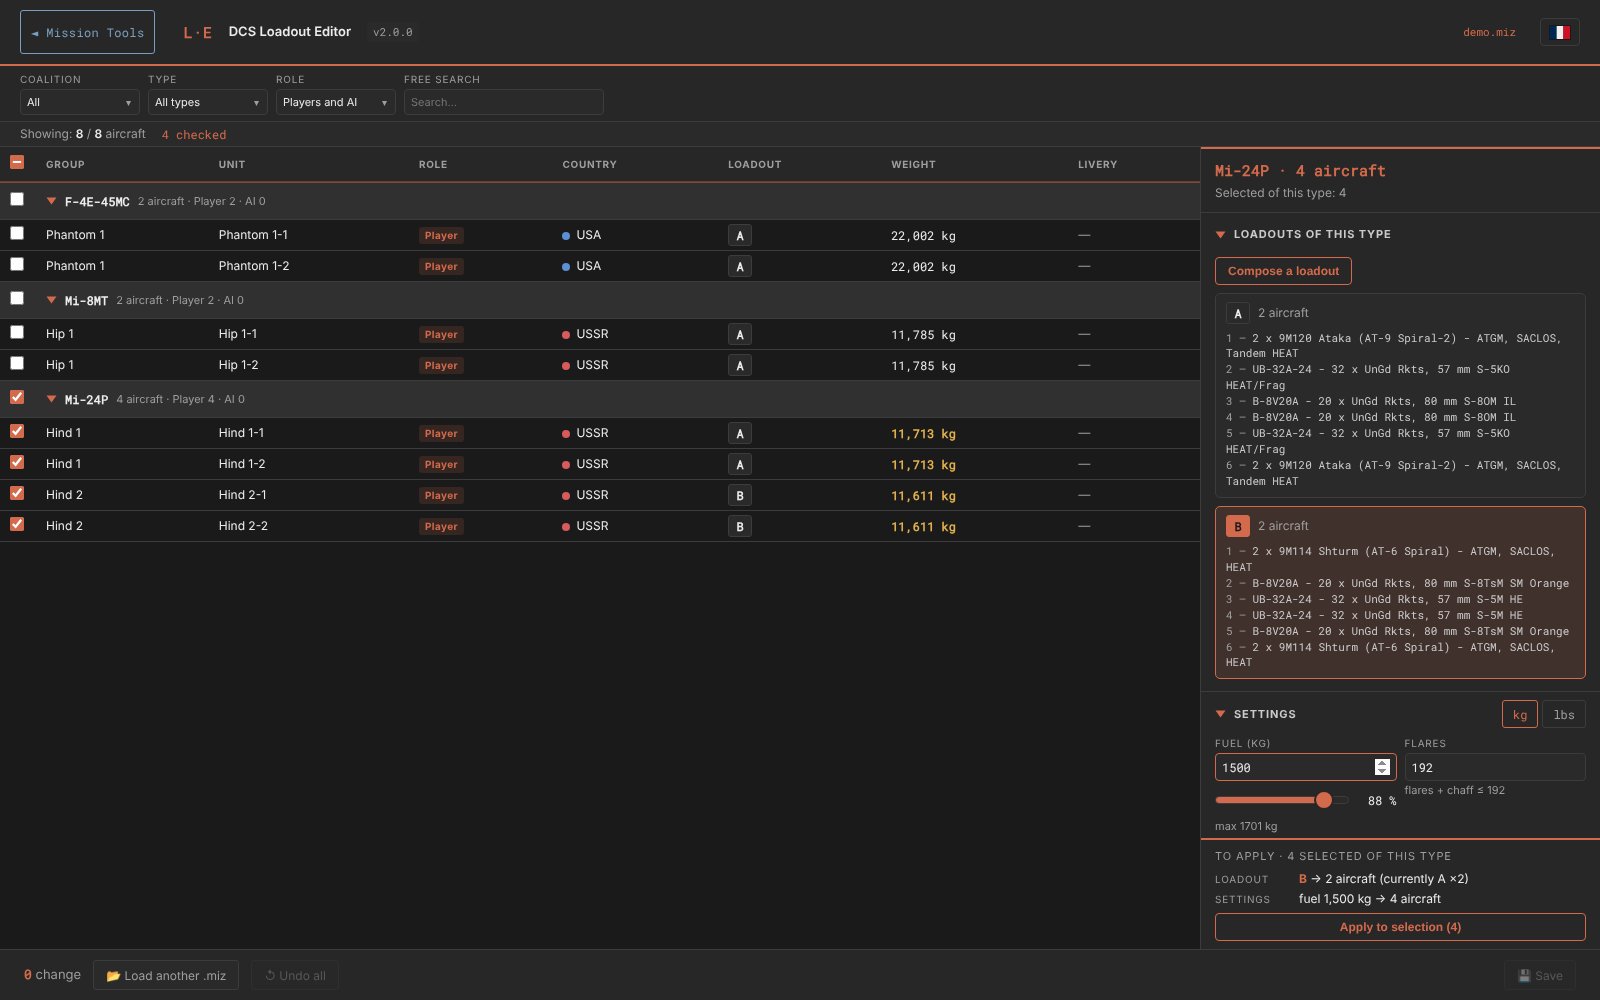 ◄ Mission Tools
L·E DCS Loadout Editor v2.0.0
demo.miz
COALITION TYPE ROLE FREE SEARCH
All All types Players and AI Search...
Showing: 8 / 8 aircraft 4 checked
GROUP UNIT ROLE COUNTRY LOADOUT WEIGHT LIVERY
F-4E-45MC 2 aircraft · Player 2 · AI 0
Phantom 1 Phantom 1-1 Player USA A 22,002 kg —
Phantom 1 Phantom 1-2 Player USA A 22,002 kg —
Mi-8MT 2 aircraft · Player 2 · AI 0
Hip 1 Hip 1-1 Player USSR A 11,785 kg —
Hip 1 Hip 1-2 Player USSR A 11,785 kg —
Mi-24P 4 aircraft · Player 4 · AI 0
Hind 1 Hind 1-1 Player USSR A 11,713 kg —
Hind 1 Hind 1-2 Player USSR A 11,713 kg —
Hind 2 Hind 2-1 Player USSR B 11,611 kg —
Hind 2 Hind 2-2 Player USSR B 11,611 kg —
Mi-24P · 4 aircraft
Selected of this type: 4
LOADOUTS OF THIS TYPE
Compose a loadout
A 2 aircraft
1 — 2 x 9M120 Ataka (AT-9 Spiral-2) - ATGM, SACLOS,
Tandem HEAT
2 — UB-32A-24 - 32 x UnGd Rkts, 57 mm S-5KO
HEAT/Frag
3 — B-8V20A - 20 x UnGd Rkts, 80 mm S-8OM IL
4 — B-8V20A - 20 x UnGd Rkts, 80 mm S-8OM IL
5 — UB-32A-24 - 32 x UnGd Rkts, 57 mm S-5KO
HEAT/Frag
6 — 2 x 9M120 Ataka (AT-9 Spiral-2) - ATGM, SACLOS,
Tandem HEAT
B 2 aircraft
1 — 2 x 9M114 Shturm (AT-6 Spiral) - ATGM, SACLOS,
HEAT
2 — B-8V20A - 20 x UnGd Rkts, 80 mm S-8TsM SM Orange
3 — UB-32A-24 - 32 x UnGd Rkts, 57 mm S-5M HE
4 — UB-32A-24 - 32 x UnGd Rkts, 57 mm S-5M HE
5 — B-8V20A - 20 x UnGd Rkts, 80 mm S-8TsM SM Orange
6 — 2 x 9M114 Shturm (AT-6 Spiral) - ATGM, SACLOS,
HEAT
SETTINGS kg lbs
FUEL (KG) FLARES
1500 192
flares + chaff ≤ 192
88 %
max 1701 kg
TO APPLY · 4 SELECTED OF THIS TYPE
LOADOUT B → 2 aircraft (currently A ×2)
SETTINGS fuel 1,500 kg → 4 aircraft
Apply to selection (4)
0 change Load another .miz Undo all Save